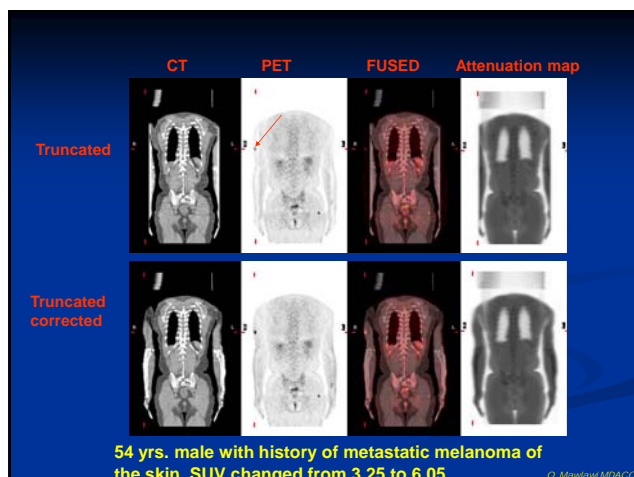 CT PET FUSED Attenuation map
Truncated
Truncated
corrected
54 yrs. male with history of metastatic melanoma of
the skin. SUV changed from 3.25 to 6.05
O. Mawlawi MDACC